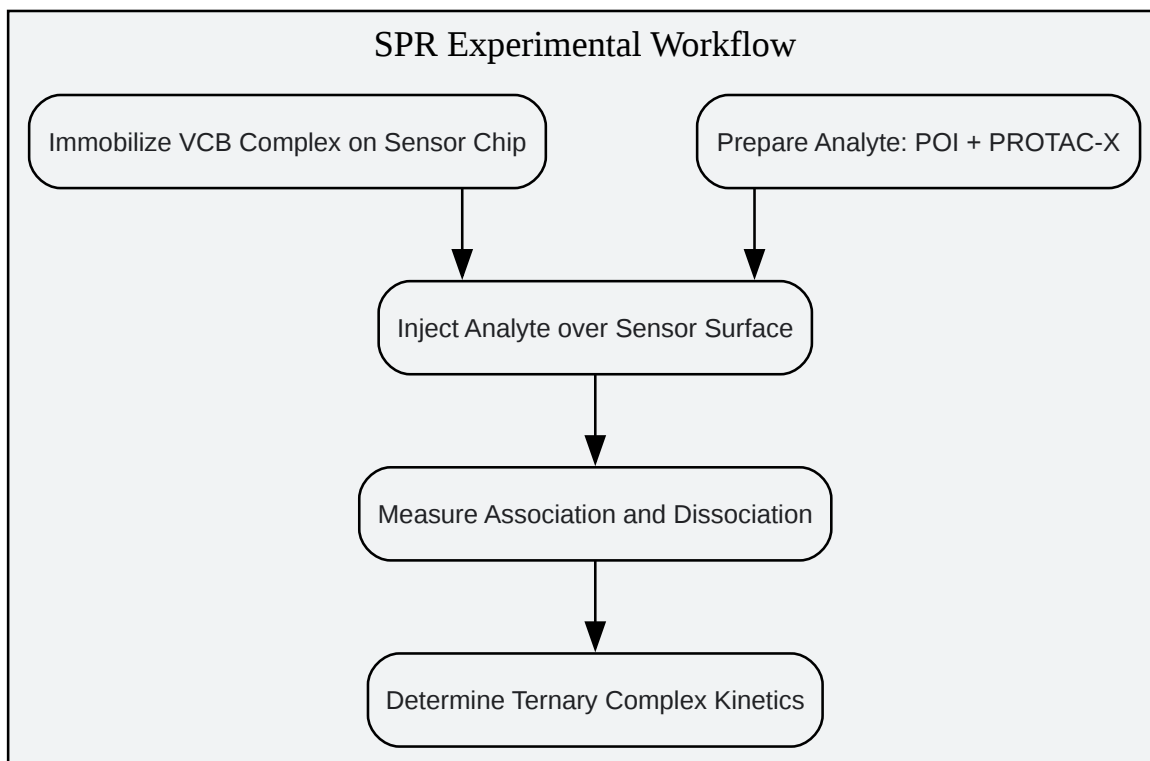 SPR Experimental Workflow
Immobilize VCB Complex on Sensor Chip
Prepare Analyte: POI + PROTAC-X
Inject Analyte over Sensor Surface
Measure Association and Dissociation
Determine Ternary Complex Kinetics